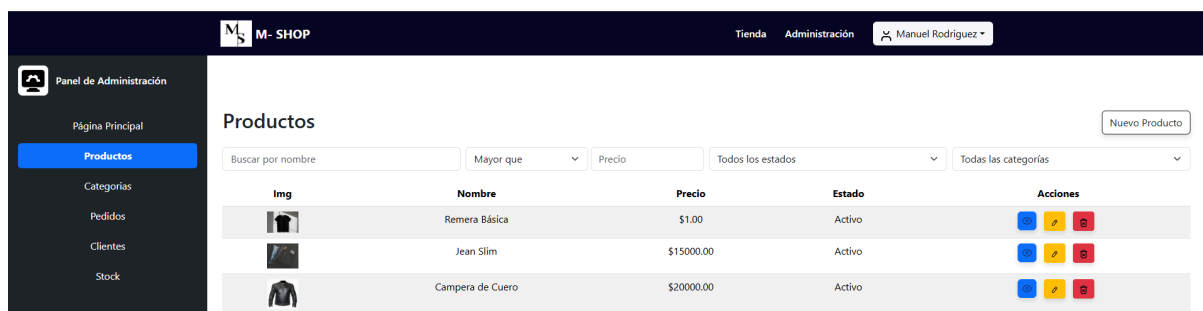 MS M- SHOP Tienda Administración Manuel Rodriguez
Panel de Administración
Página Principal
Productos
Categorias
Pedidos
Clientes
Stock
Productos Nuevo Producto
Buscar por nombre Mayor que Precio Todos los estados Todas las categorías
Img Nombre Precio Estado Acciones
Remera Básica $1.00 Activo
Jean Slim $15000.00 Activo
Campera de Cuero $20000.00 Activo